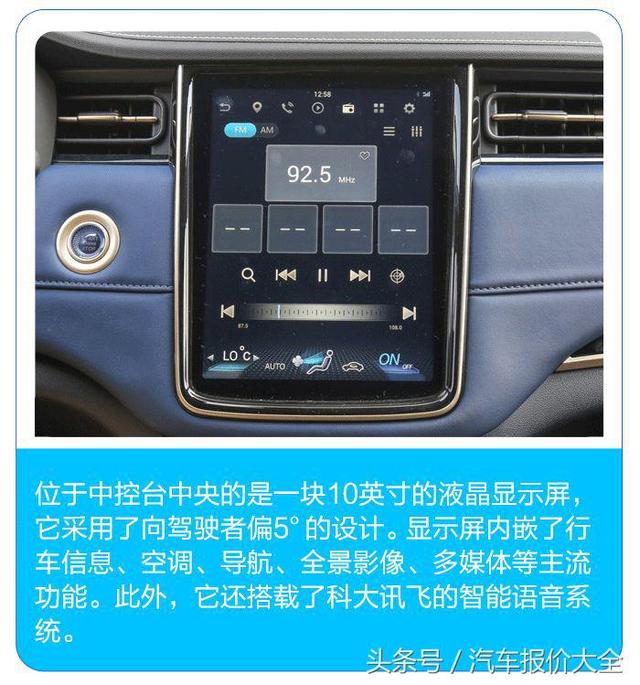 12:58
FM AM
92.5 MHz
-- -- -- --
87.5 108.0
LO°C AUTO ON OFF
START
STOP
位于中控台中央的是一块10英寸的液晶显示屏，
它采用了向驾驶者偏5°的设计。显示屏内嵌了行
车信息、空调、导航、全景影像、多媒体等主流
功能。此外，它还搭载了科大讯飞的智能语音系
统。
头条号 / 汽车报价大全